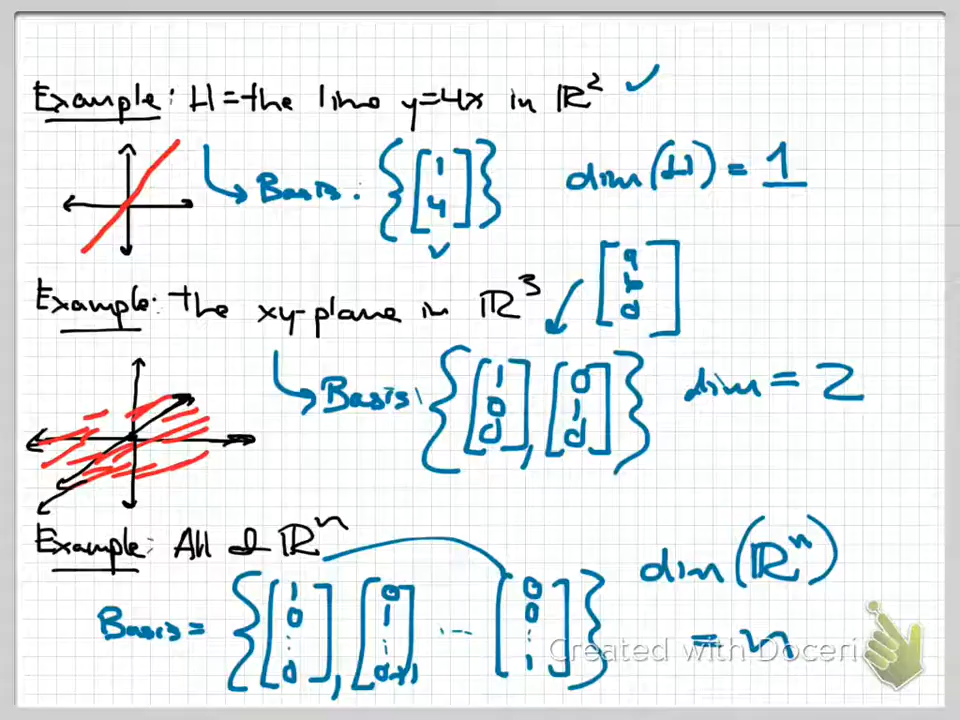 Example: H=the line y=4x in ℝ² ✓
Basis: {[1 4]} dim(H) = 1
[a b 0]
Example: the xy-plane in ℝ³
Basis: {[1 0 0], [0 1 0]} dim = 2
Example: All of ℝⁿ
dim(ℝⁿ)
Basis = {[1 0 ⋮ 0], [0 1 ⋮ 0] ... [0 0 ⋮ 1]}
= n
Created with Doceri